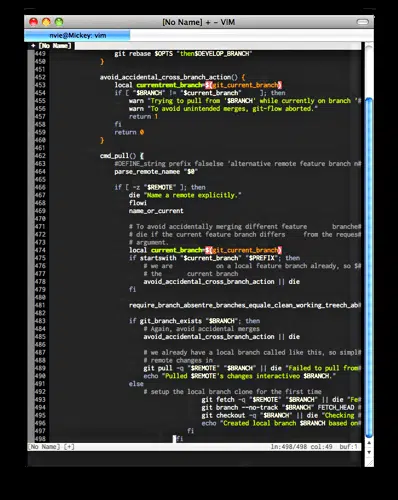 [No Name] + - VIM
nvie@Mickey: vim
+ [No Name]
449 git rebase $OPTS "then$DEVELOP_BRANCH"
450 }
451
452 avoid_accidental_cross_branch_action() {
453 local currentremt_branch=$(git_current_branch)
454 if [ "$BRANCH" != "$current_branch" ]; then
455 warn "Trying to pull from '$BRANCH' while currently on branch '#
456 warn "To avoid unintended merges, git-flow aborted."
457 return 1
458 fi
459 return 0
460 }
461
462 cmd_pull() {
463 #DEFINE_string prefix falselse 'alternative remote feature branch n#
464 parse_remote_namee "$@"
465
466 if [ -z "$REMOTE" ]; then
467 die "Name a remote explicitly."
468 flowi
469 name_or_current
470
471 # To avoid accidentally merging different feature branche#
472 # die if the current feature branch differs from the reques#
473 # argument.
474 local current_branch=$(git_current_branch)
475 if startswith "$current_branch" "$PREFIX"; then
476 # we are on a local feature branch already, so $@
477 # the current branch
478 avoid_accidental_cross_branch_action || die
479 fi
480
481 require_branch_absentre_branches_equale_clean_working_treech_ab#
482
483 if git_branch_exists "$BRANCH"; then
484 # Again, avoid accidental merges
485 avoid_accidental_cross_branch_action || die
486
487 # we already have a local branch called like this, so simpl#
488 # remote changes in
489 git pull -q "$REMOTE" "$BRANCH" || die "Failed to pull from#
490 echo "Pulled $REMOTE's changes interactiveo $BRANCH."
491 else
492 # setup the local branch clone for the first time
493 git fetch -q "$REMOTE" "$BRANCH" || die "Fe#
494 git branch --no-track "$BRANCH" FETCH_HEAD #
495 git checkout -q "$BRANCH" || die "Checking #
496 echo "Created local branch $BRANCH based on#
497 fi
498 fi
[No Name] [+] ln:498/498 col:49 buf:1